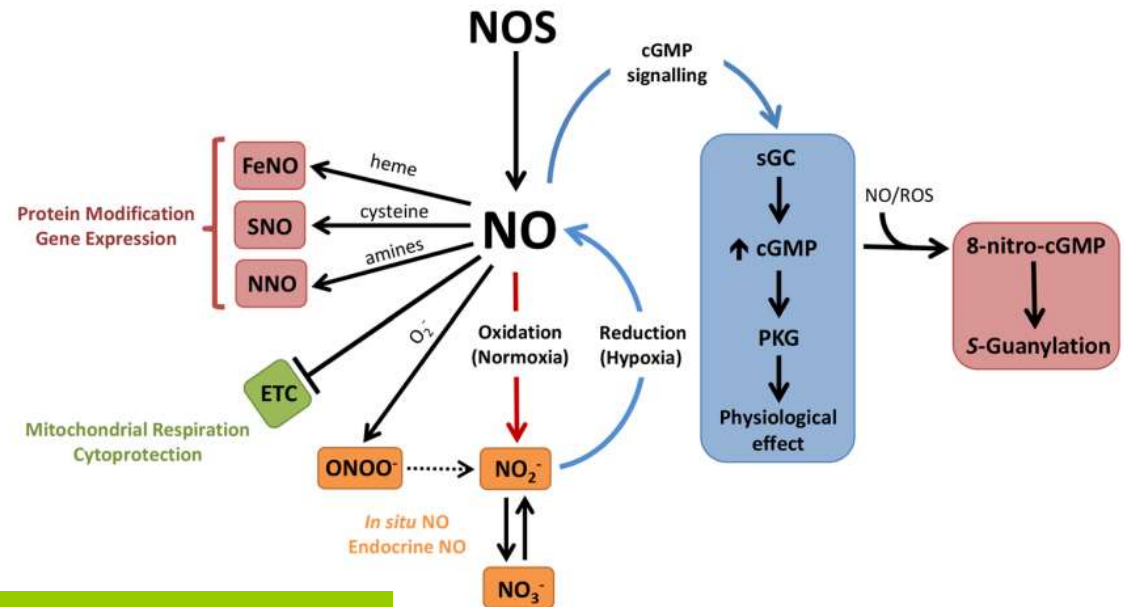 NOS
cGMP
signalling
FeNO
heme
sGC
NO/ROS
Protein Modification
Gene Expression
SNO
cysteine
NO
↑ cGMP
8-nitro-cGMP
NNO
amines
O₂⁻
Oxidation
(Normoxia)
Reduction
(Hypoxia)
PKG
S-Guanylation
ETC
Physiological
effect
Mitochondrial Respiration
Cytoprotection
ONOO⁻
NO₂⁻
In situ NO
Endocrine NO
NO₃⁻